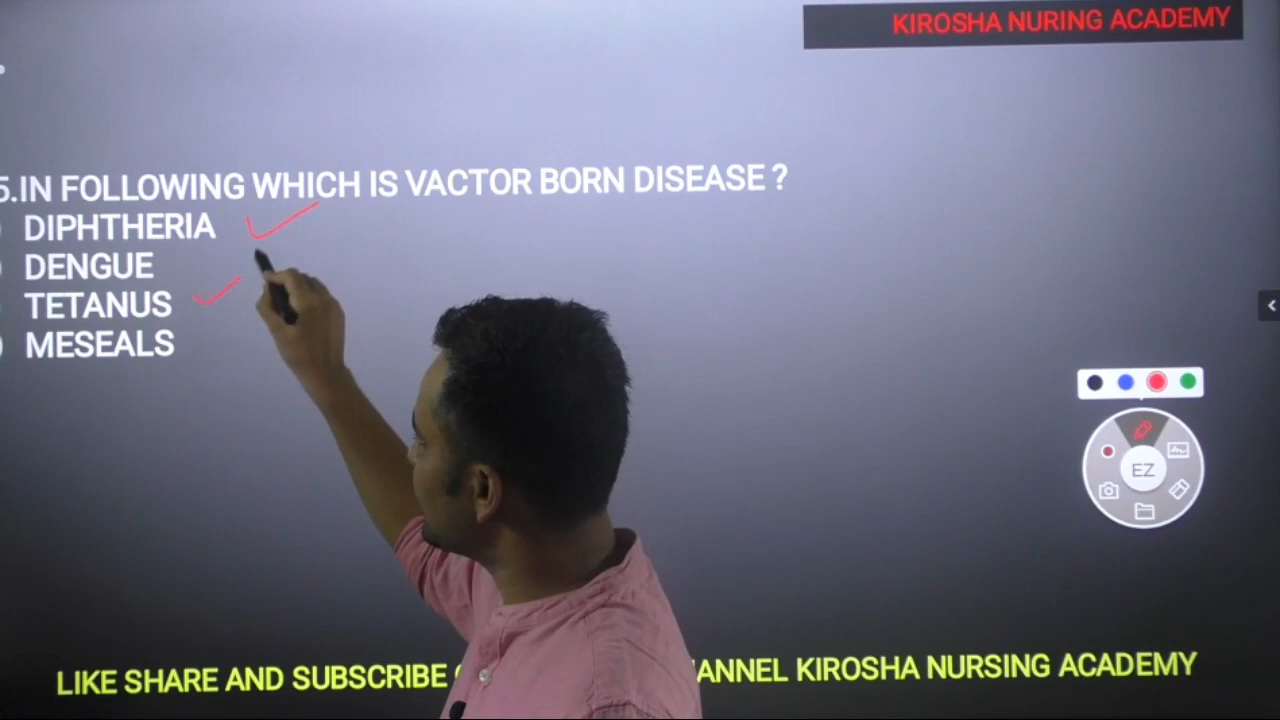 KIROSHA NURING ACADEMY
5.IN FOLLOWING WHICH IS VACTOR BORN DISEASE ?
DIPHTHERIA
DENGUE
TETANUS
MESEALS
EZ
LIKE SHARE AND SUBSCRIBE
ANNEL KIROSHA NURSING ACADEMY